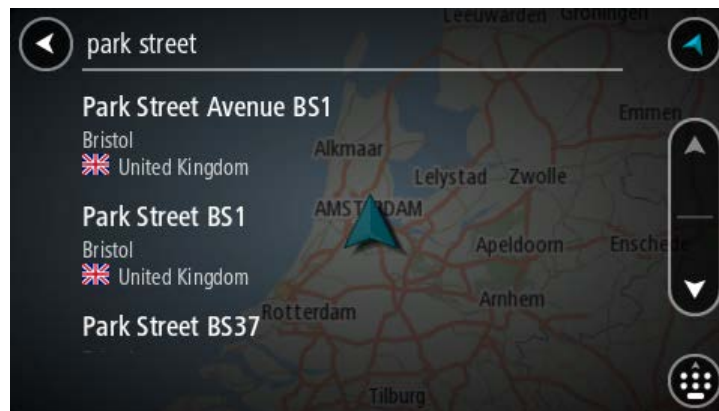 Leeuwarden Groningen
park street
Park Street Avenue BS1
Bristol
United Kingdom
Emmen
Alkmaar
Lelystad Zwolle
Park Street BS1
Bristol
United Kingdom
AMSTERDAM
Apeldoorn Enschede
Arnhem
Rotterdam
Park Street BS37
Tilburg